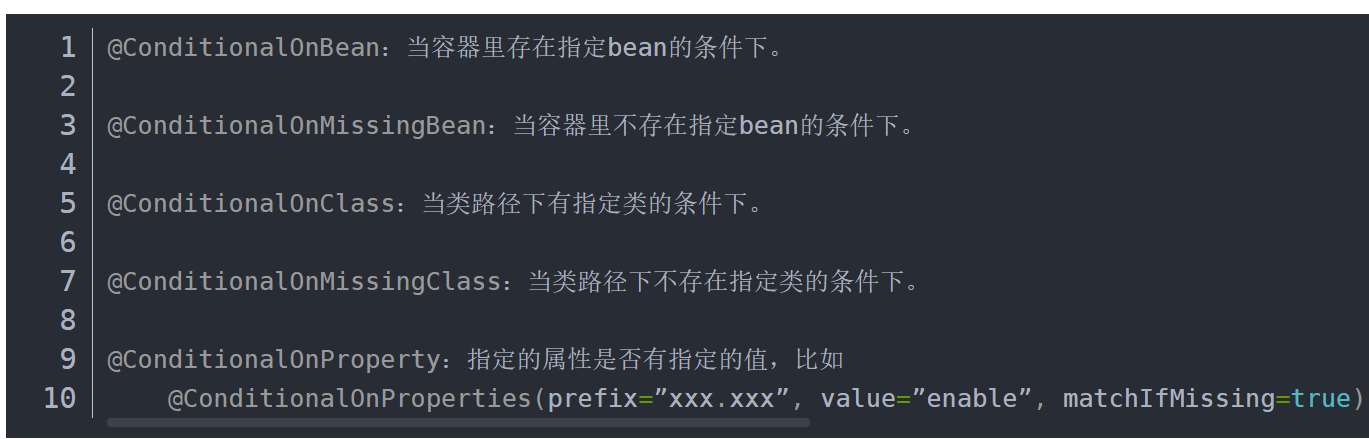 1 @ConditionalOnBean：当容器里存在指定bean的条件下。
2
3 @ConditionalOnMissingBean：当容器里不存在指定bean的条件下。
4
5 @ConditionalOnClass：当类路径下有指定类的条件下。
6
7 @ConditionalOnMissingClass：当类路径下不存在指定类的条件下。
8
9 @ConditionalOnProperty：指定的属性是否有指定的值，比如
10 @ConditionalOnProperties(prefix=”xxx.xxx”, value=”enable”, matchIfMissing=true)